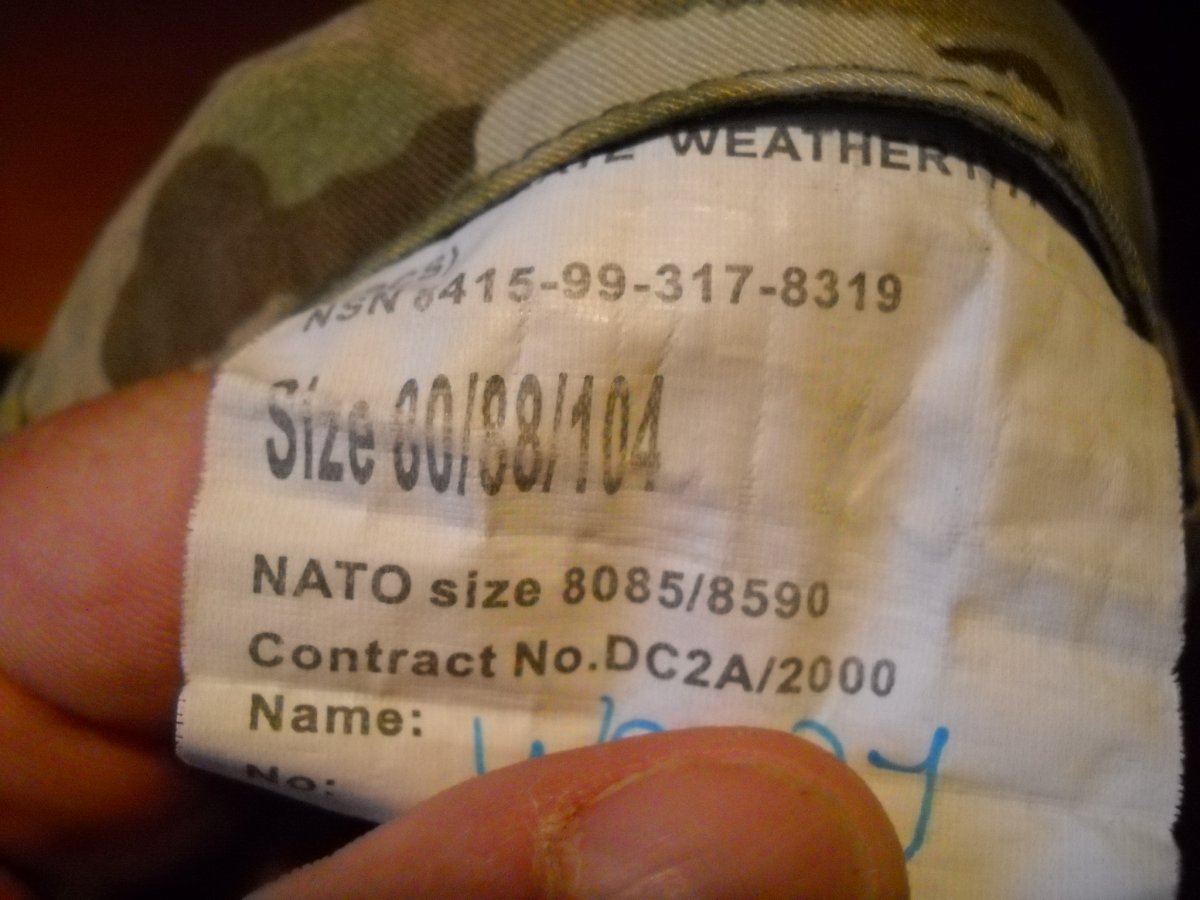 WEATHER
NSN 8415-99-317-8319
Size 80/88/104
NATO size 8085/8590
Contract No.DC2A/2000
Name:
No: